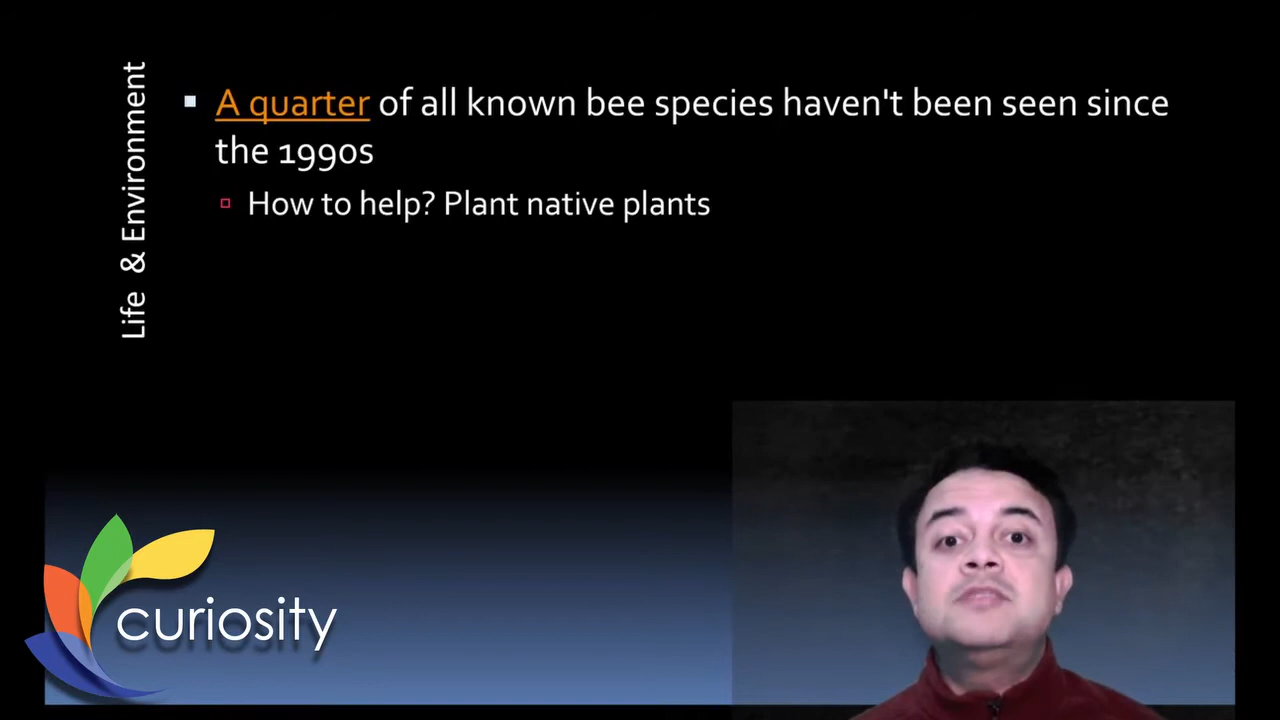 Life & Environment
A quarter of all known bee species haven't been seen since
the 1990s
How to help? Plant native plants
curiosity